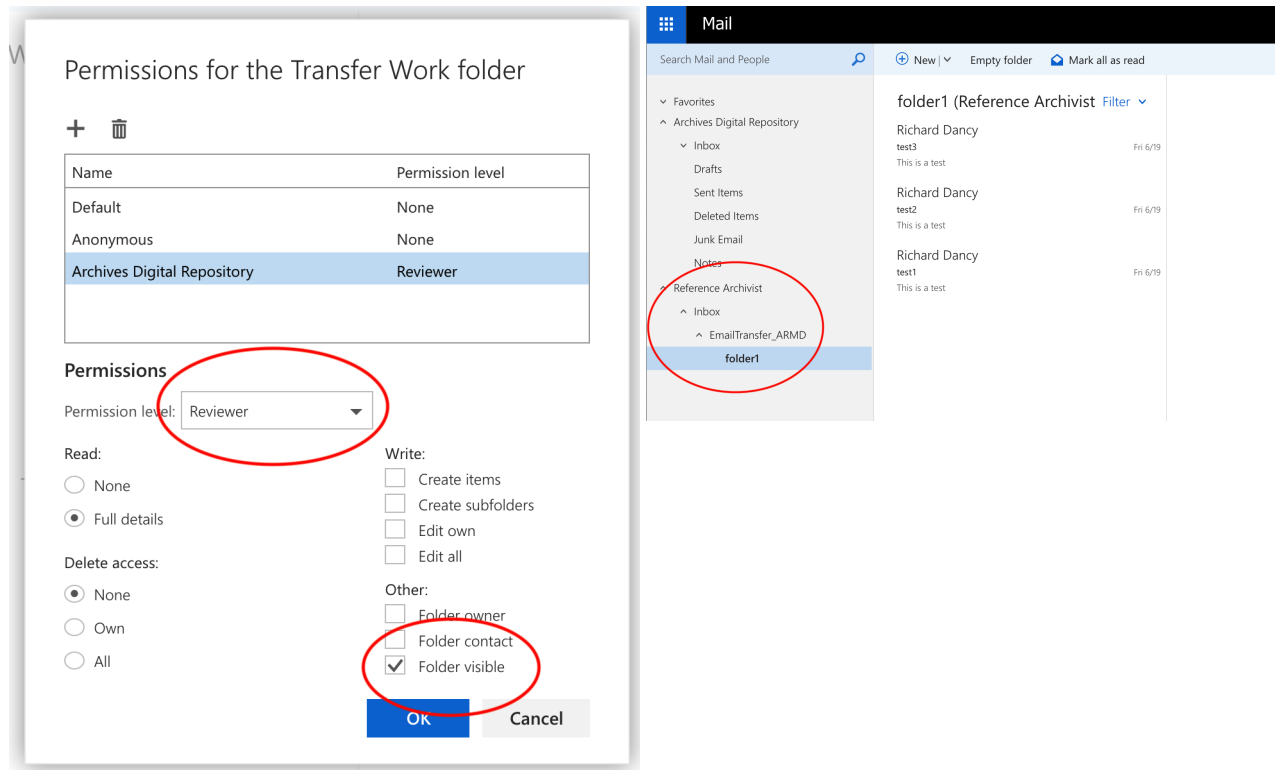 Permissions for the Transfer Work folder
Name Permission level
Default None
Anonymous None
Archives Digital Repository Reviewer
Permissions
Permission level: Reviewer
Read:
None
Full details
Delete access:
None
Own
All
Write:
Create items
Create subfolders
Edit own
Edit all
Other:
Folder owner
Folder contact
Folder visible
OK Cancel
Mail
Search Mail and People
New Empty folder Mark all as read
Favorites
Archives Digital Repository
Inbox
Drafts
Sent Items
Deleted Items
Junk Email
Notes
Reference Archivist
Inbox
EmailTransfer_ARMD
folder1
folder1 (Reference Archivist Filter
Richard Dancy
test3 Fri 6/19
This is a test
Richard Dancy
test2 Fri 6/19
This is a test
Richard Dancy
test1 Fri 6/19
This is a test